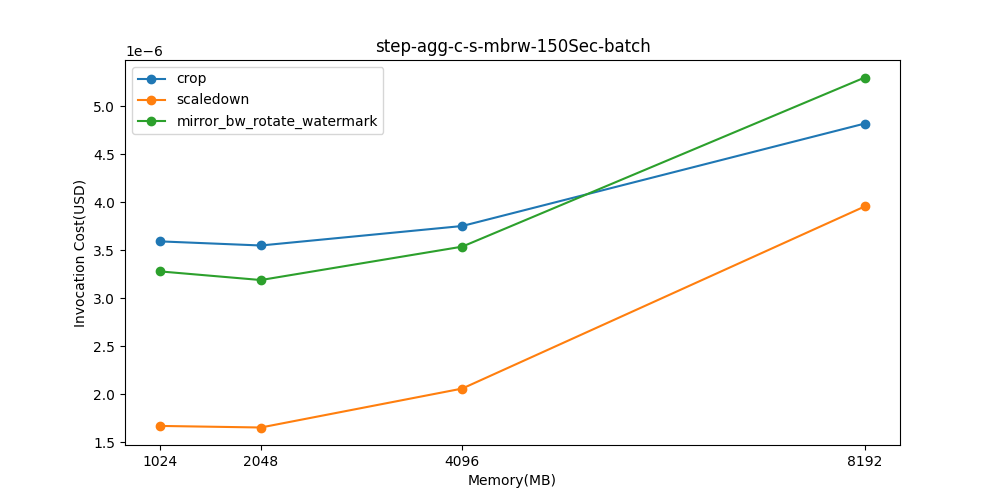 step-agg-c-s-mbrw-150Sec-batch
1e−6
crop
scaledown
mirror_bw_rotate_watermark
5.0
4.5
4.0
3.5
3.0
2.5
2.0
1.5
Invocation Cost(USD)
1024 2048 4096 8192
Memory(MB)